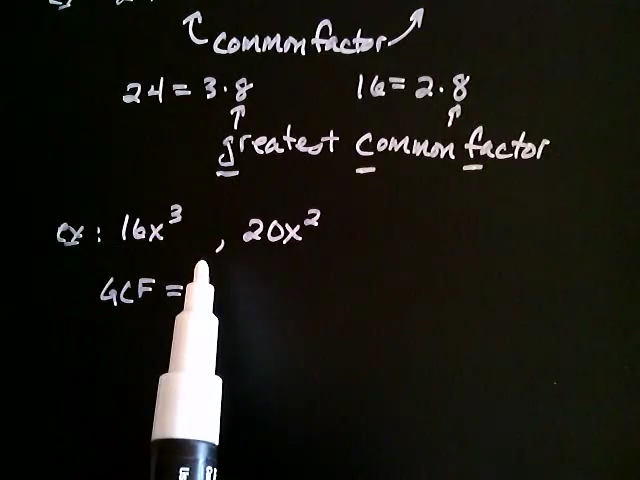 common factor
24 = 3·8 16 = 2·8
greatest common factor
ex: 16x³, 20x²
GCF =